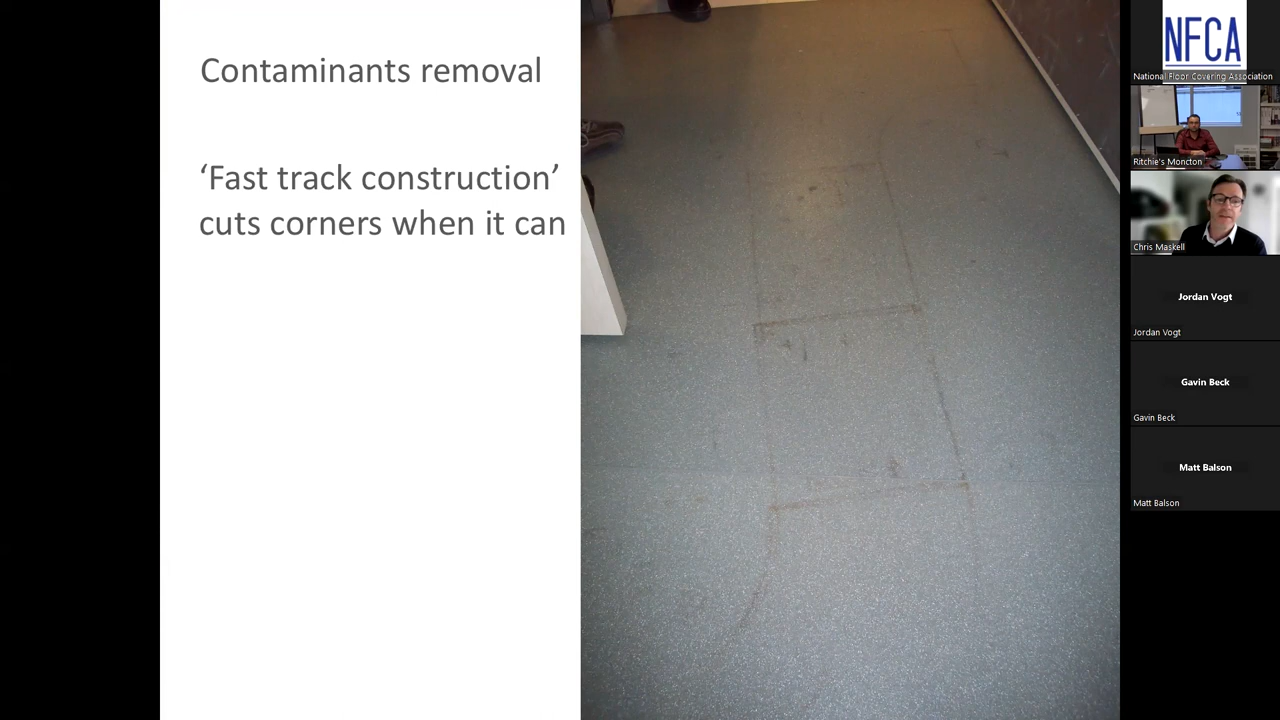 Contaminants removal
‘Fast track construction’
cuts corners when it can
NFCA
National Floor Covering Association
Ritchie's Moncton
Chris Maskell
Jordan Vogt
Jordan Vogt
Gavin Beck
Gavin Beck
Matt Balson
Matt Balson